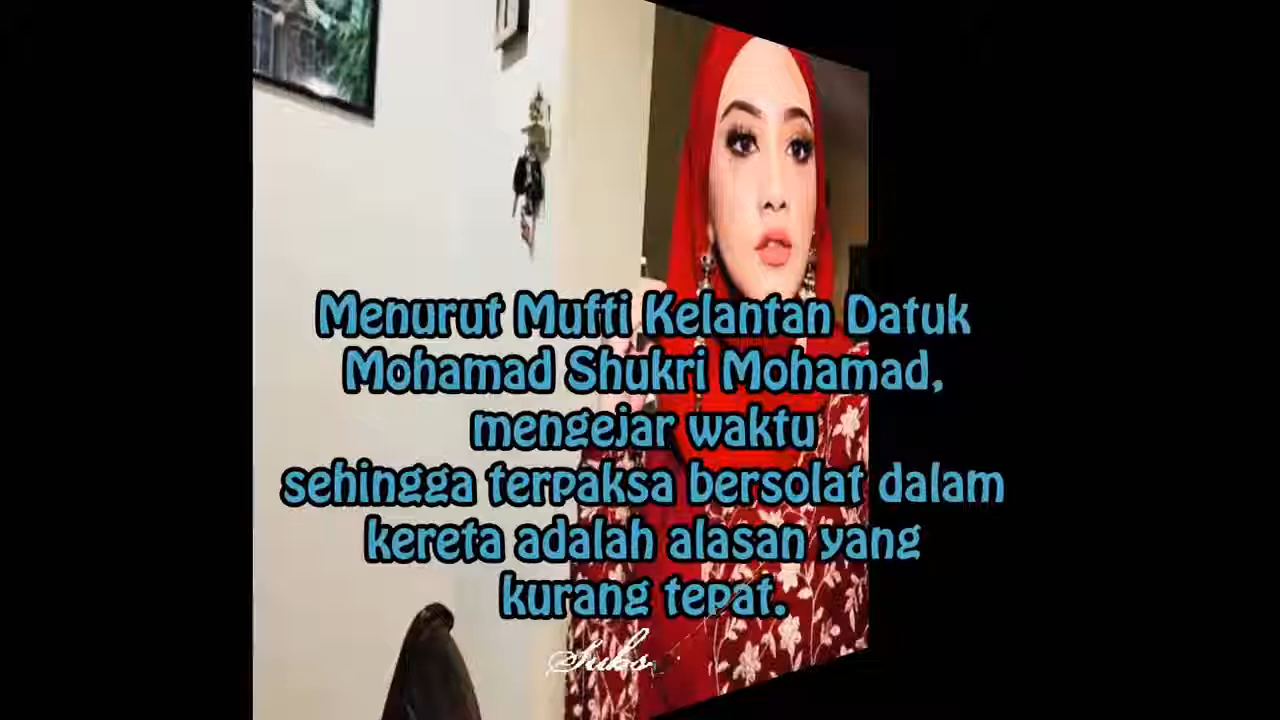 Menurut Mufti Kelantan Datuk
Mohamad Shukri Mohamad,
mengejar waktu
sehingga terpaksa bersolat dalam
kereta adalah alasan yang
kurang tepat.
Subs